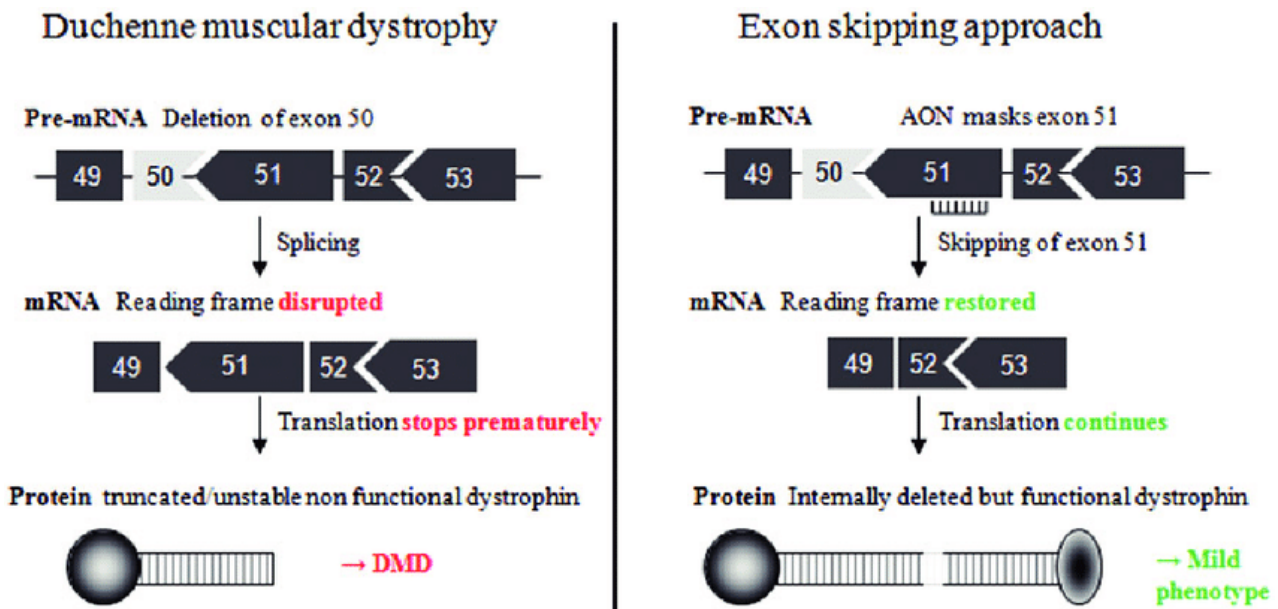 Duchenne muscular dystrophy
Pre-mRNA Deletion of exon 50
49 50 51 52 53
Splicing
mRNA Reading frame disrupted
49 51 52 53
Translation stops prematurely
Protein truncated/unstable non functional dystrophin
→ DMD
Exon skipping approach
Pre-mRNA AON masks exon 51
49 50 51 52 53
Skipping of exon 51
mRNA Reading frame restored
49 52 53
Translation continues
Protein Internally deleted but functional dystrophin
→ Mild
phenotype